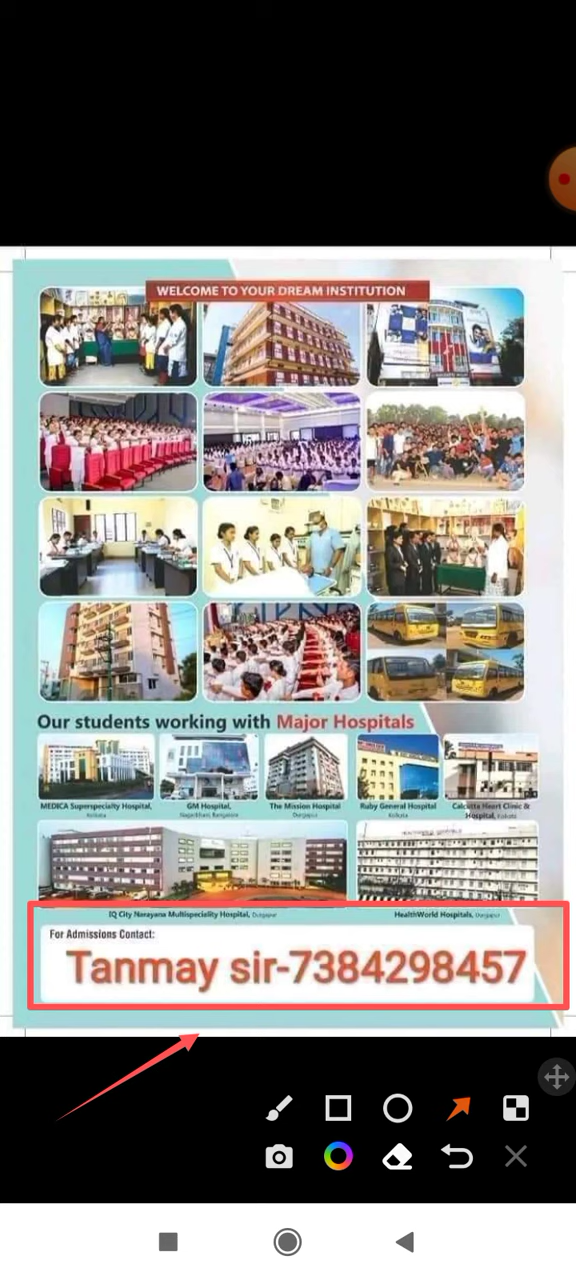 WELCOME TO YOUR DREAM INSTITUTION
Our students working with Major Hospitals
MEDICA Superspecialty Hospital,
Kolkata
GM Hospital,
Nagarbhavi, Bangalore
The Mission Hospital
Durgapur
Ruby General Hospital
Kolkata
Calcutta Heart Clinic &
Hospital, Kolkata
IQ City Narayana Multispeciality Hospital, Durgapur
HealthWorld Hospitals, Durgapur
For Admissions Contact:
Tanmay sir-7384298457